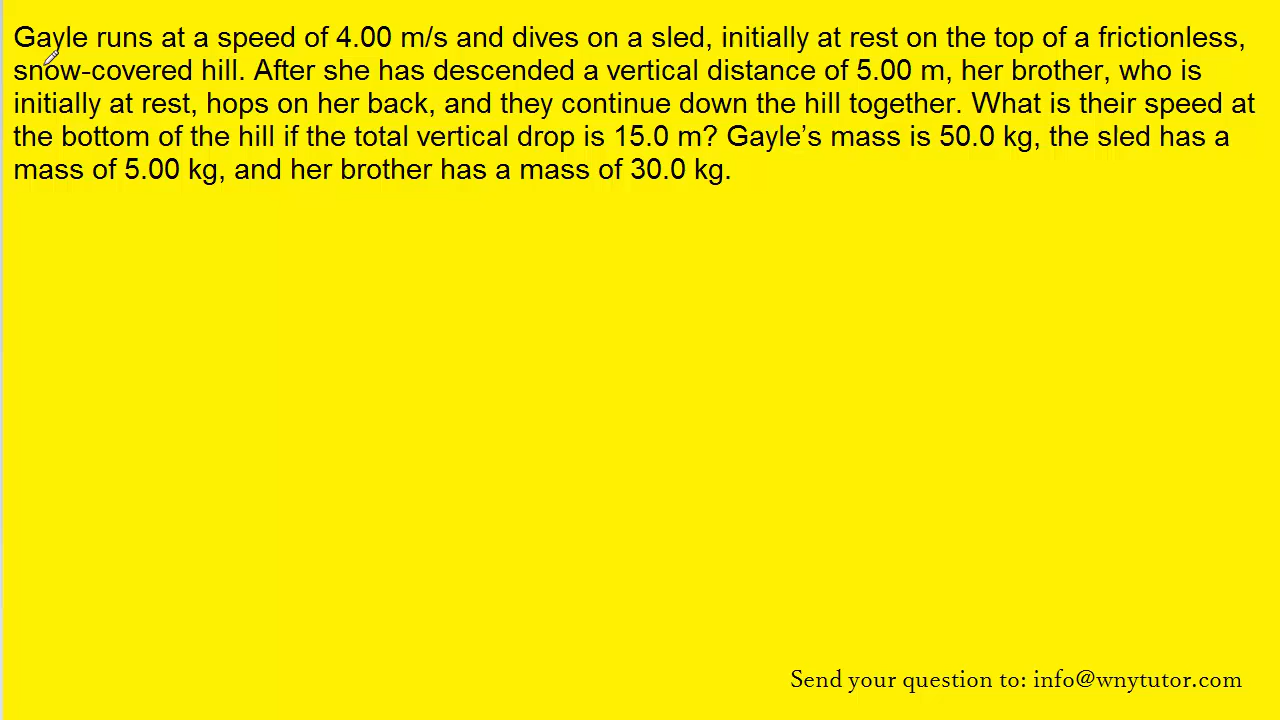 Gayle runs at a speed of 4.00 m/s and dives on a sled, initially at rest on the top of a frictionless,
snow-covered hill. After she has descended a vertical distance of 5.00 m, her brother, who is
initially at rest, hops on her back, and they continue down the hill together. What is their speed at
the bottom of the hill if the total vertical drop is 15.0 m? Gayle’s mass is 50.0 kg, the sled has a
mass of 5.00 kg, and her brother has a mass of 30.0 kg.
Send your question to: info@wnytutor.com